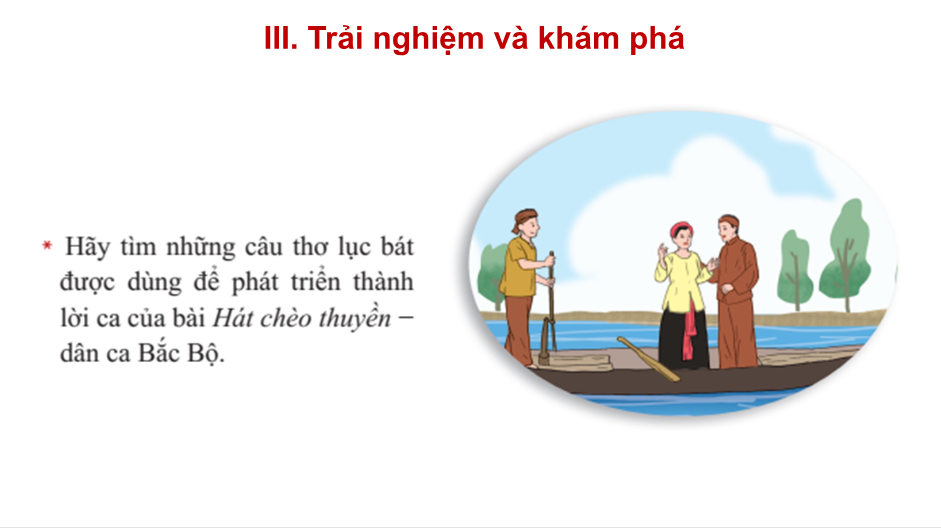 III. Trải nghiệm và khám phá
* Hãy tìm những câu thơ lục bát
được dùng để phát triển thành
lời ca của bài Hát chèo thuyền –
dân ca Bắc Bộ.